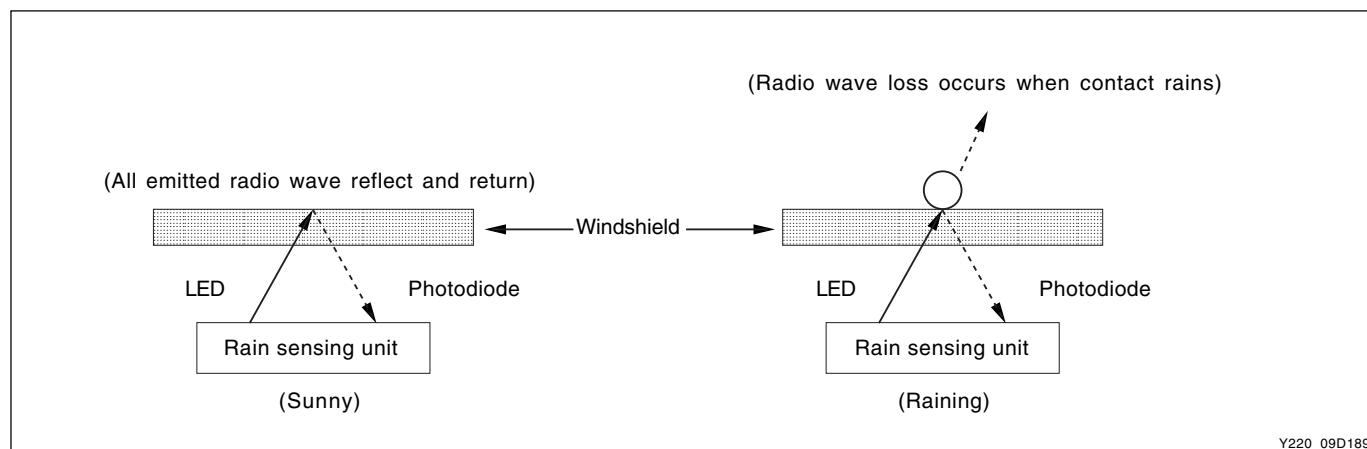 (Radio wave loss occurs when contact rains)
(All emitted radio wave reflect and return)
Windshield
LED
Photodiode
LED
Photodiode
Rain sensing unit
Rain sensing unit
(Sunny)
(Raining)
Y220 09D189